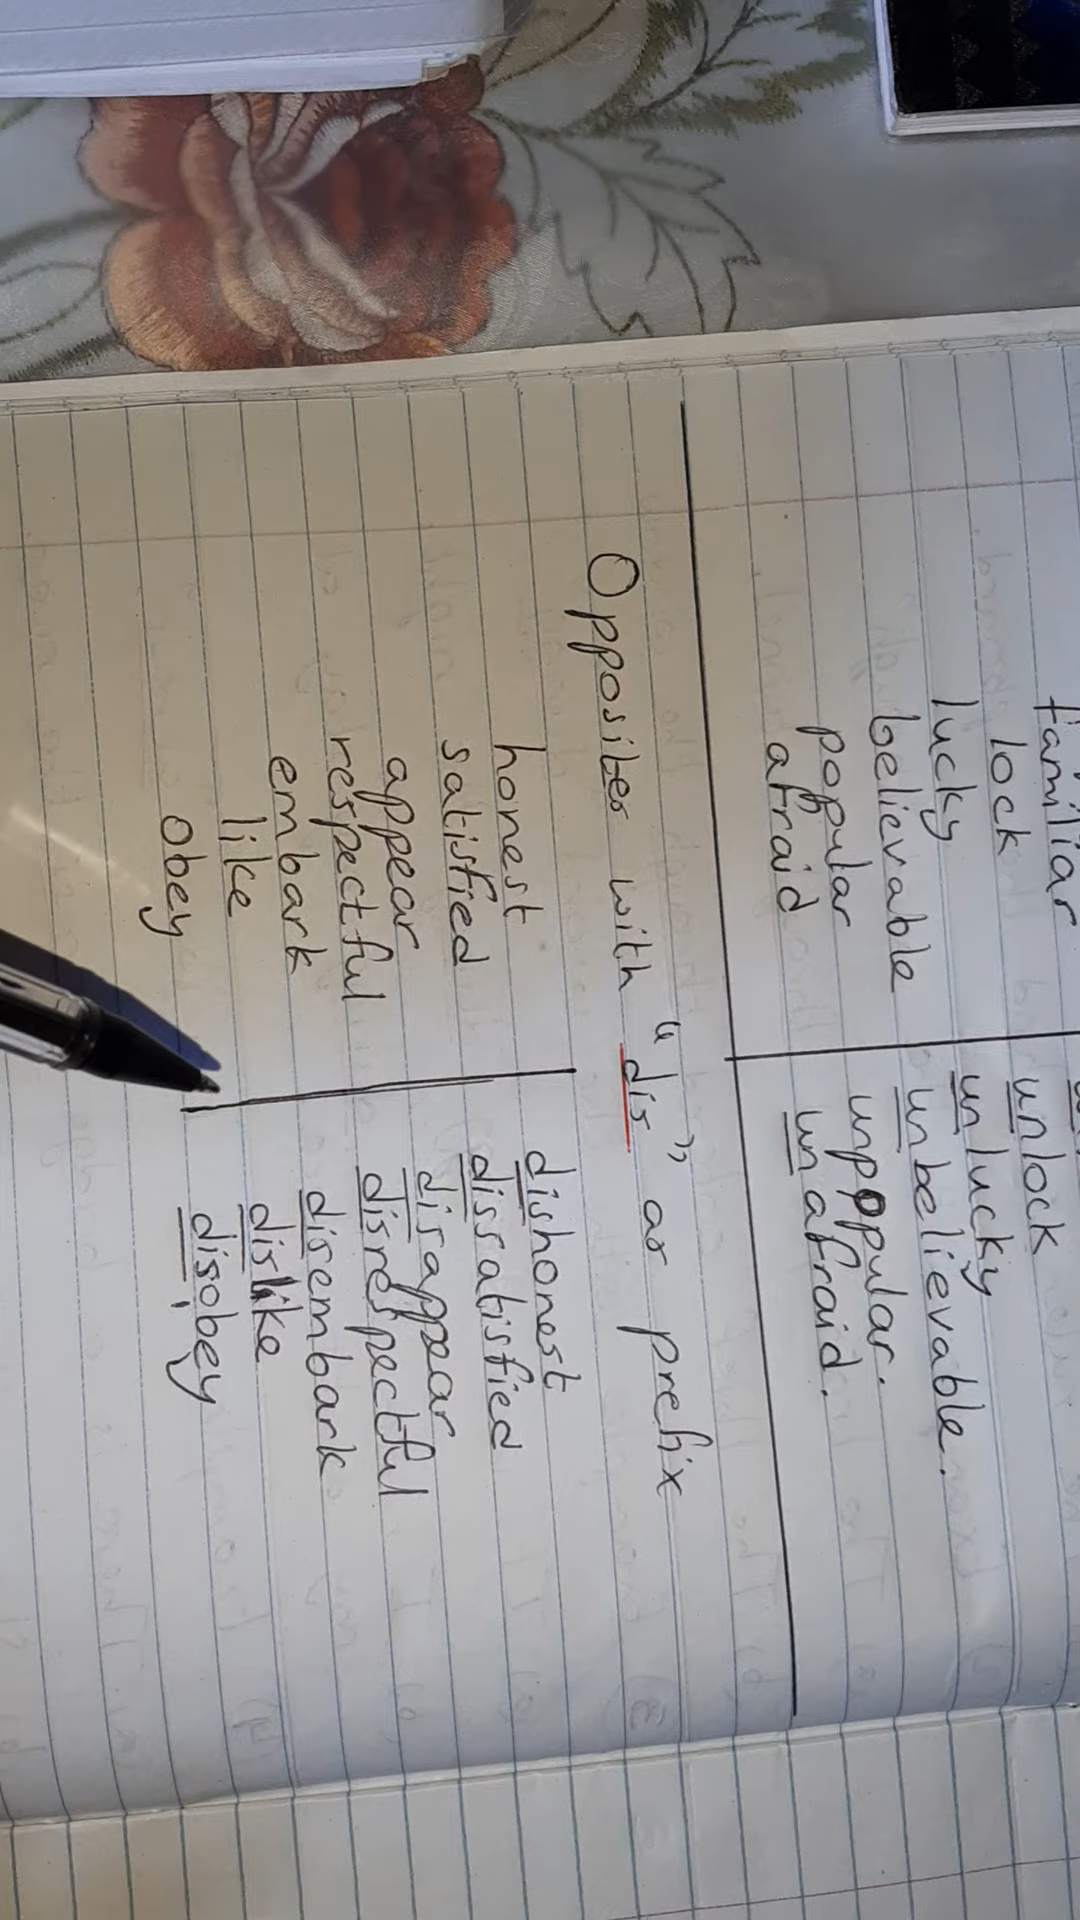 familiar
lock unlock
lucky unlucky
believable unbelievable.
popular unpopular.
afraid unafraid.
Opposites with "dis" as prefix
honest dishonest
satisfied dissatisfied
appear disappear
respectful disrespectful
embark disembark
like dislike
obey disobey